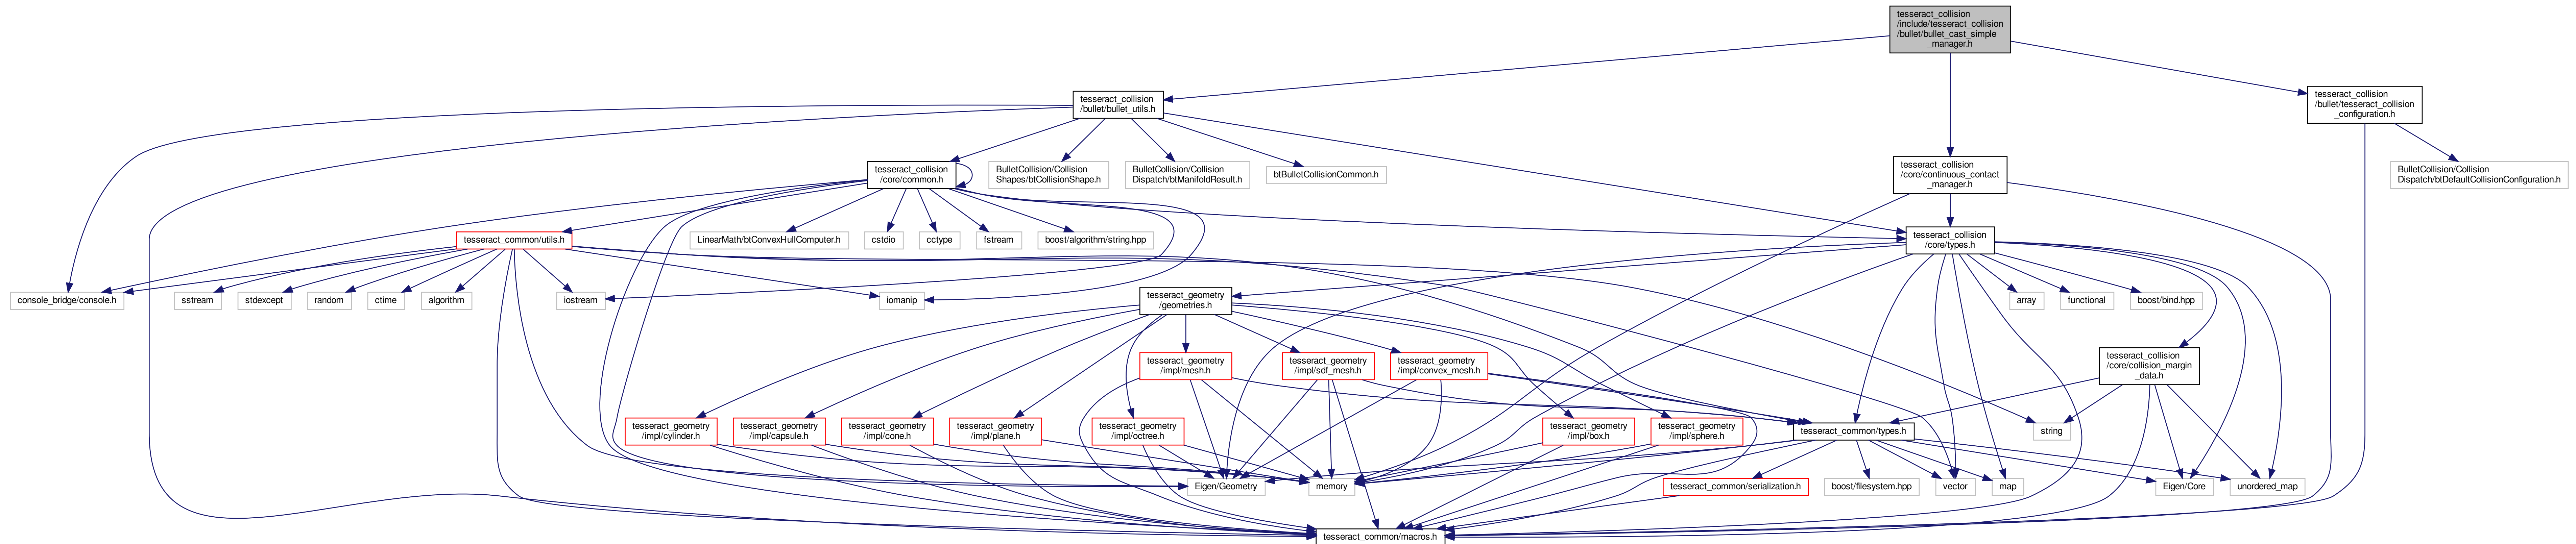 tesseract_collision
/include/tesseract_collision
/bullet/bullet_cast_simple
_manager.h
tesseract_collision
/bullet/bullet_utils.h
tesseract_collision
/bullet/tesseract_collision
_configuration.h
tesseract_collision
/core/common.h
BulletCollision/Collision
Shapes/btCollisionShape.h
BulletCollision/Collision
Dispatch/btManifoldResult.h
btBulletCollisionCommon.h
tesseract_collision
/core/continuous_contact
_manager.h
BulletCollision/Collision
Dispatch/btDefaultCollisionConfiguration.h
tesseract_common/utils.h
LinearMath/btConvexHullComputer.h
cstdio
cctype
fstream
boost/algorithm/string.hpp
tesseract_collision
/core/types.h
console_bridge/console.h
sstream
stdexcept
random
ctime
algorithm
iostream
iomanip
tesseract_geometry
/geometries.h
array
functional
boost/bind.hpp
tesseract_geometry
/impl/mesh.h
tesseract_geometry
/impl/sdf_mesh.h
tesseract_geometry
/impl/convex_mesh.h
tesseract_collision
/core/collision_margin
_data.h
tesseract_geometry
/impl/cylinder.h
tesseract_geometry
/impl/capsule.h
tesseract_geometry
/impl/cone.h
tesseract_geometry
/impl/plane.h
tesseract_geometry
/impl/octree.h
tesseract_geometry
/impl/box.h
tesseract_geometry
/impl/sphere.h
tesseract_common/types.h
string
Eigen/Geometry
memory
tesseract_common/serialization.h
boost/filesystem.hpp
vector
map
Eigen/Core
unordered_map
tesseract_common/macros.h